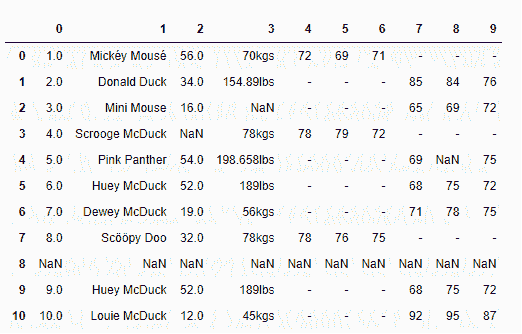 0 1 2 3 4 5 6 7 8 9
0 1.0 Mickéy Mousé 56.0 70kgs 72 69 71 - - -
1 2.0 Donald Duck 34.0 154.89lbs - - - 85 84 76
2 3.0 Mini Mouse 16.0 NaN - - - 65 69 72
3 4.0 Scrooge McDuck NaN 78kgs 78 79 72 - - -
4 5.0 Pink Panther 54.0 198.658lbs - - - 69 NaN 75
5 6.0 Huey McDuck 52.0 189lbs - - - 68 75 72
6 7.0 Dewey McDuck 19.0 56kgs - - - 71 78 75
7 8.0 Scööpy Doo 32.0 78kgs 78 76 75 - - -
8 NaN NaN NaN NaN NaN NaN NaN NaN NaN NaN
9 9.0 Huey McDuck 52.0 189lbs - - - 68 75 72
10 10.0 Louie McDuck 12.0 45kgs - - - 92 95 87